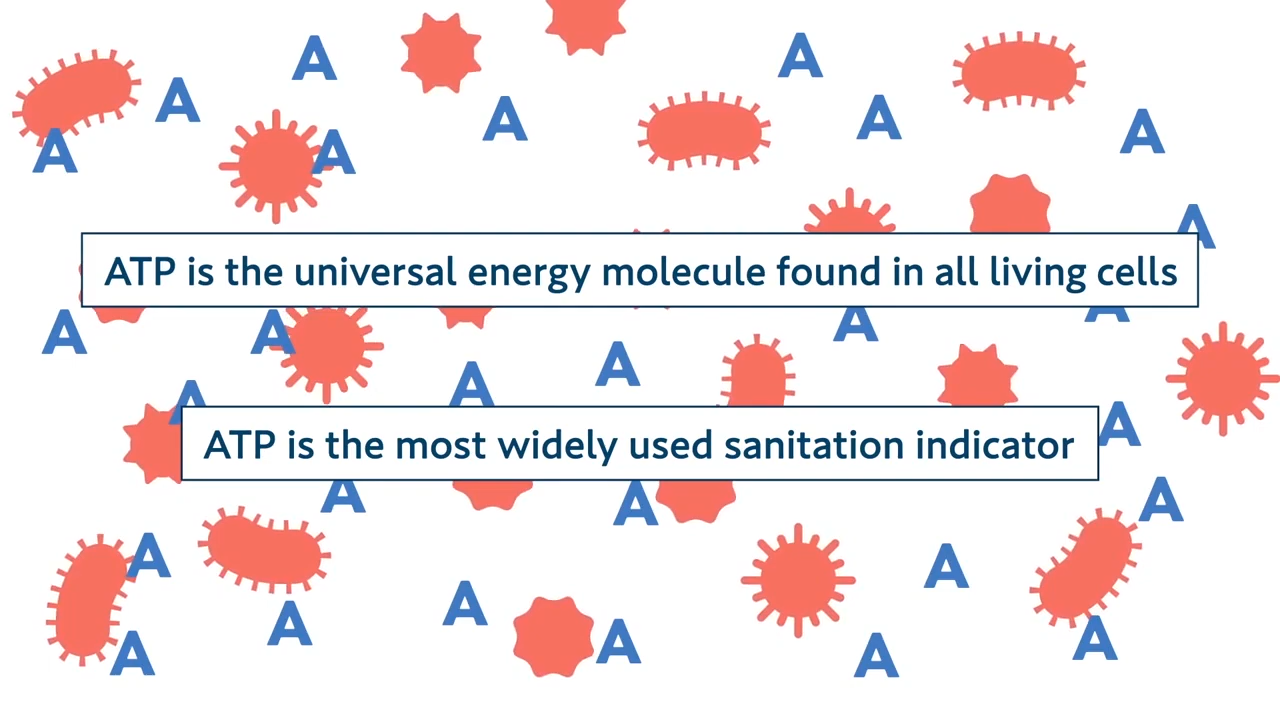 A
A
A
A
A
A
A
A
A
ATP is the universal energy molecule found in all living cells
A
A
A
A
A
A
A
A
ATP is the most widely used sanitation indicator
A
A
A
A
A
A
A
A
A
A
A